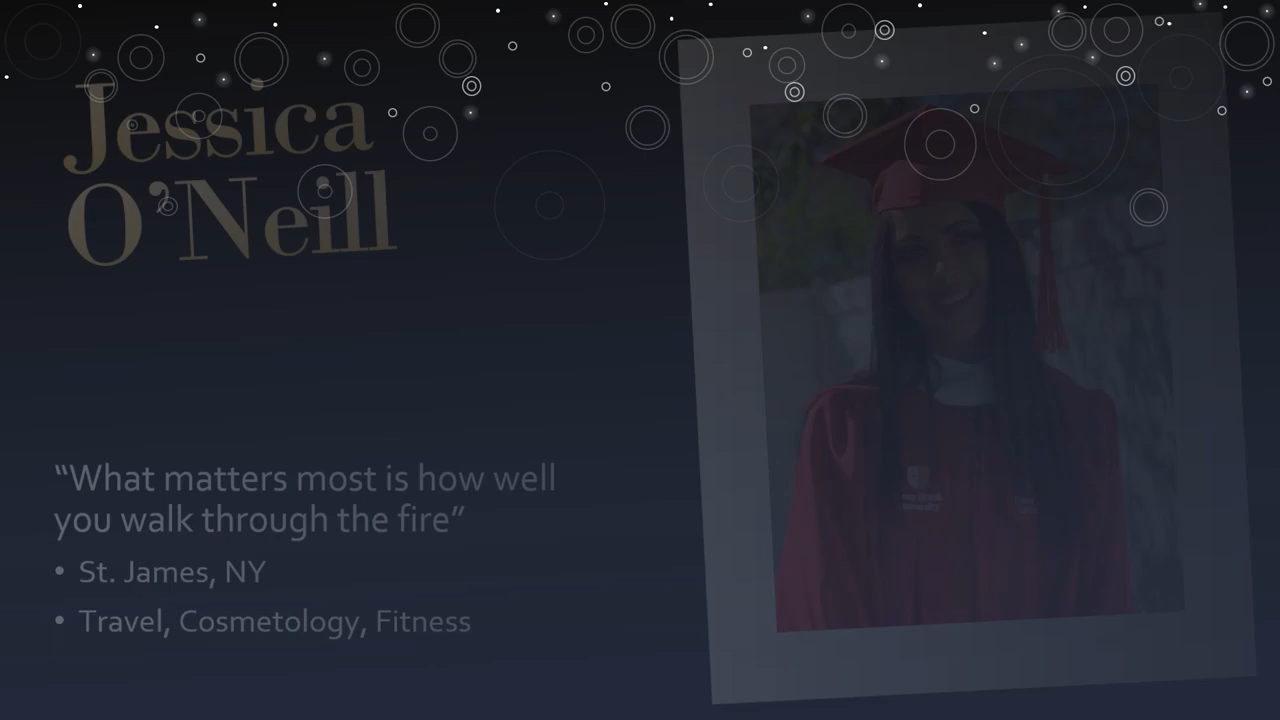 Jessica
O’Neill
“What matters most is how well
you walk through the fire”
• St. James, NY
• Travel, Cosmetology, Fitness
University